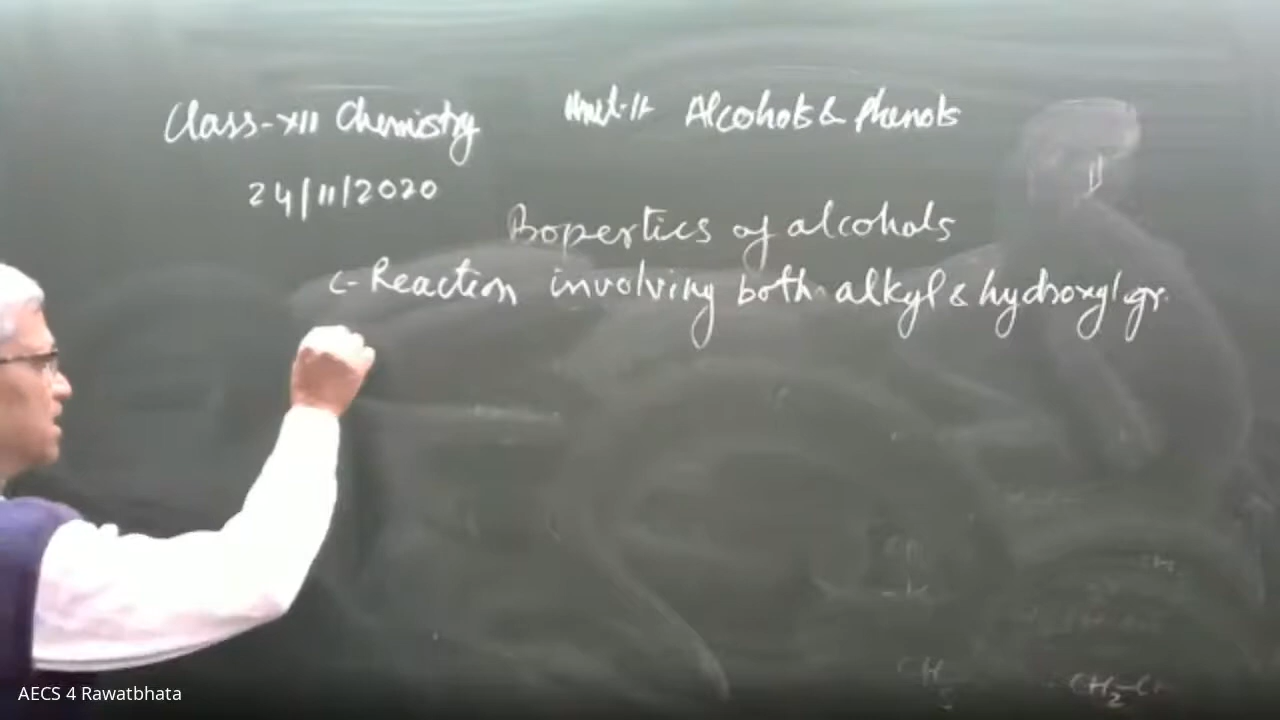 Class-XII Chemistry Unit-11 Alcohols & Phenols
24/11/2020
Properties of alcohols
C-Reaction involving both alkyl & hydroxyl gr.
AECS 4 Rawatbhata